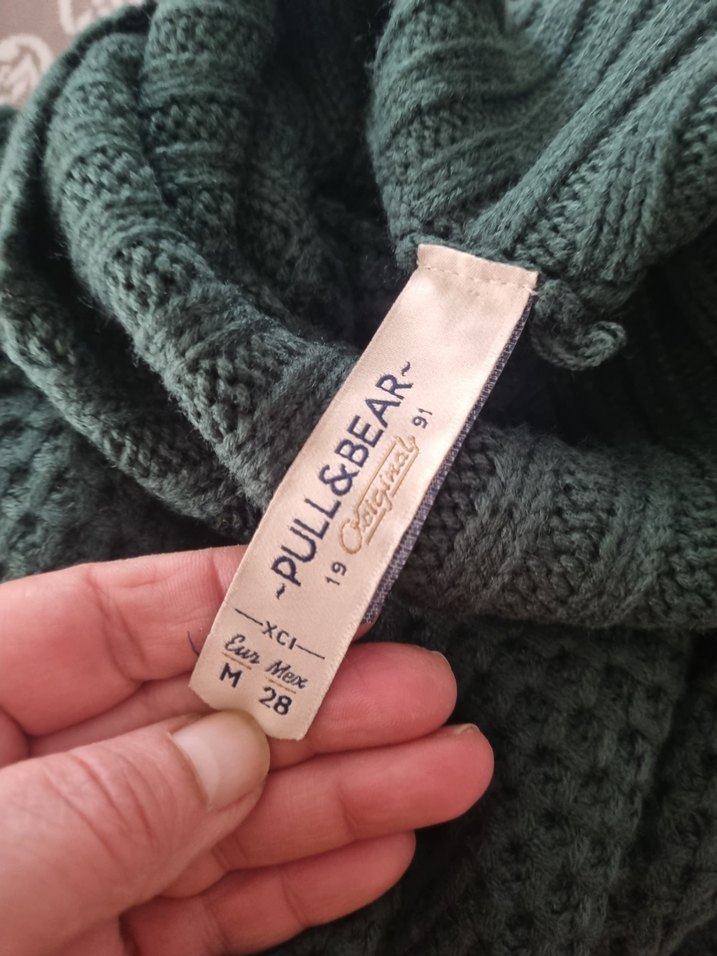 ~PULL&BEAR~
19 Original 91
—XCI—
Eur Mex
M 28